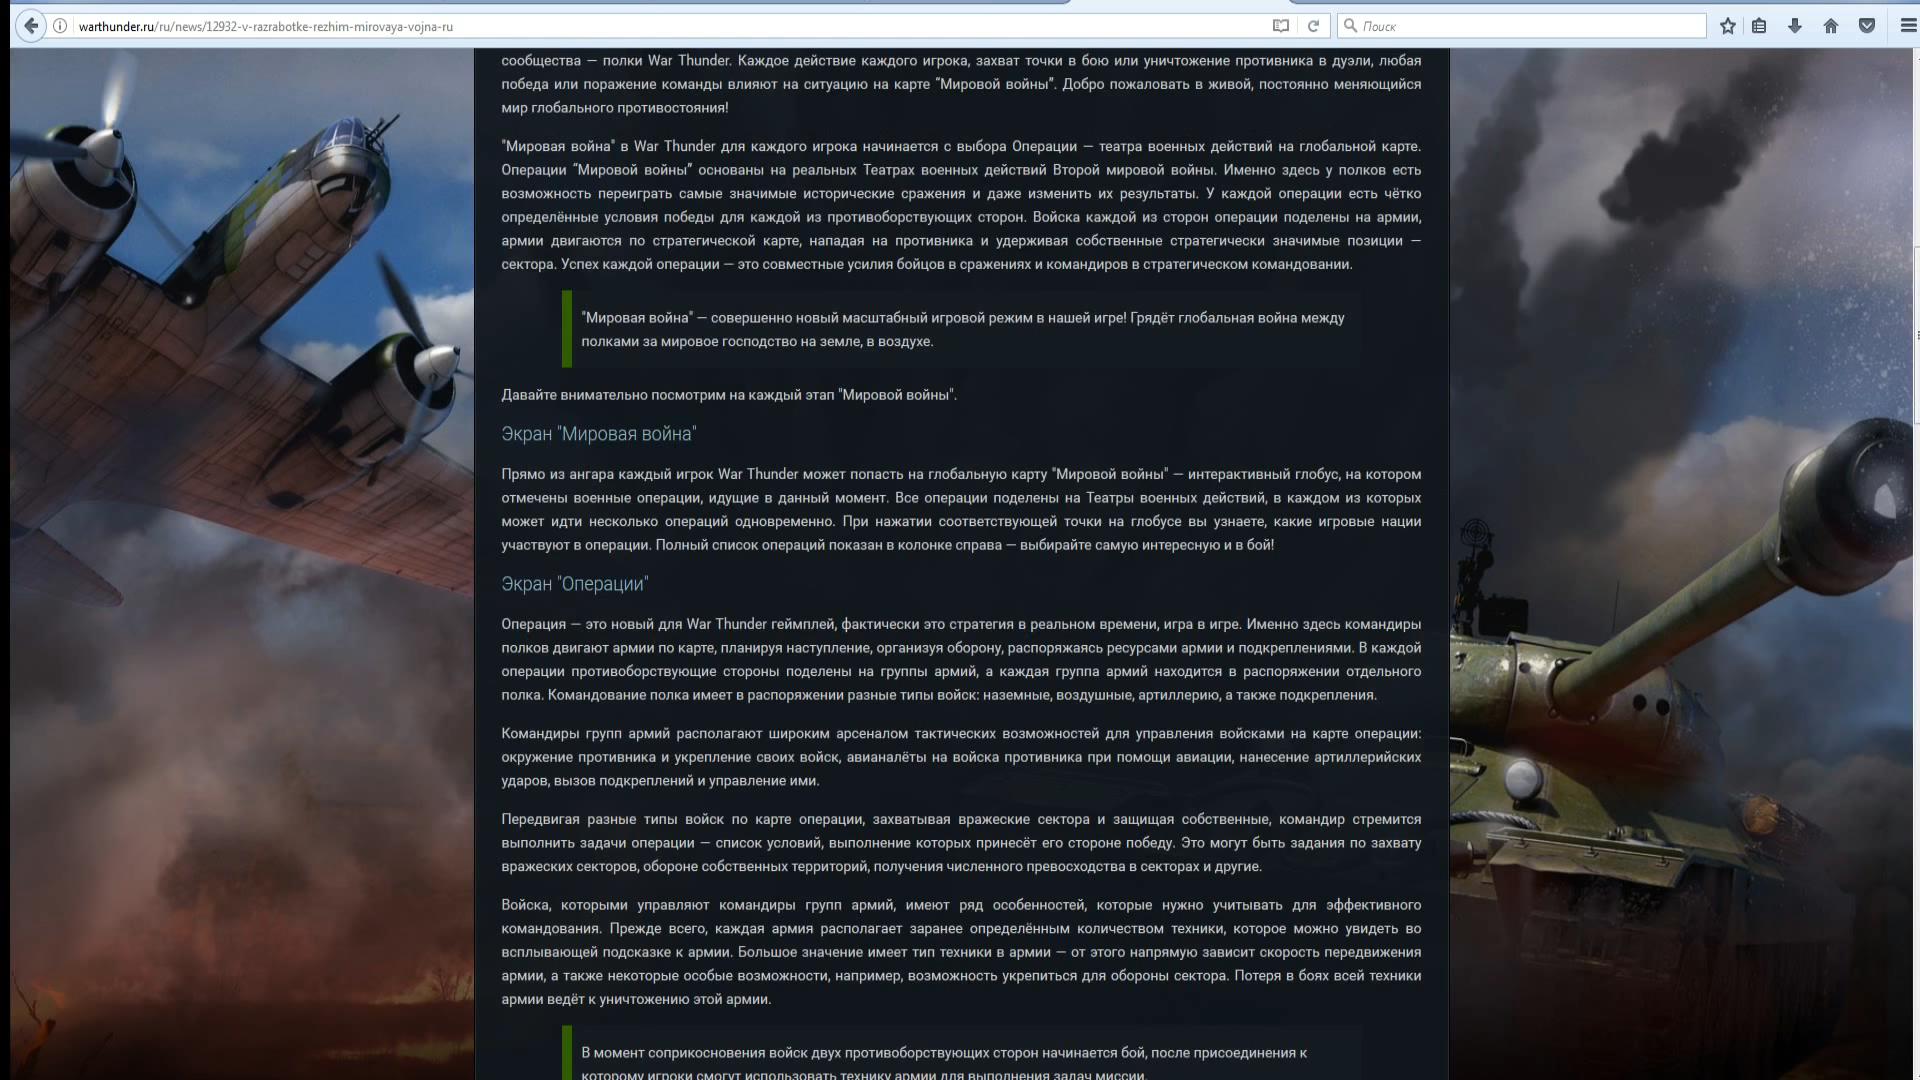 warthunder.ru/ru/news/12932-v-razrabotke-rezhim-mirovaya-vojna-ru
Поиск
сообщества — полки War Thunder. Каждое действие каждого игрока, захват точки в бою или уничтожение противника в дуэли, любая
победа или поражение команды влияют на ситуацию на карте “Мировой войны”. Добро пожаловать в живой, постоянно меняющийся
мир глобального противостояния!
"Мировая война" в War Thunder для каждого игрока начинается с выбора Операции — театра военных действий на глобальной карте.
Операции “Мировой войны” основаны на реальных Театрах военных действий Второй мировой войны. Именно здесь у полков есть
возможность переиграть самые значимые исторические сражения и даже изменить их результаты. У каждой операции есть чётко
определённые условия победы для каждой из противоборствующих сторон. Войска каждой из сторон операции поделены на армии,
армии двигаются по стратегической карте, нападая на противника и удерживая собственные стратегически значимые позиции —
сектора. Успех каждой операции — это совместные усилия бойцов в сражениях и командиров в стратегическом командовании.
"Мировая война" — совершенно новый масштабный игровой режим в нашей игре! Грядёт глобальная война между
полками за мировое господство на земле, в воздухе.
Давайте внимательно посмотрим на каждый этап "Мировой войны".
Экран "Мировая война"
Прямо из ангара каждый игрок War Thunder может попасть на глобальную карту "Мировой войны" — интерактивный глобус, на котором
отмечены военные операции, идущие в данный момент. Все операции поделены на Театры военных действий, в каждом из которых
может идти несколько операций одновременно. При нажатии соответствующей точки на глобусе вы узнаете, какие игровые нации
участвуют в операции. Полный список операций показан в колонке справа — выбирайте самую интересную и в бой!
Экран "Операции"
Операция — это новый для War Thunder геймплей, фактически это стратегия в реальном времени, игра в игре. Именно здесь командиры
полков двигают армии по карте, планируя наступление, организуя оборону, распоряжаясь ресурсами армии и подкреплениями. В каждой
операции противоборствующие стороны поделены на группы армий, а каждая группа армий находится в распоряжении отдельного
полка. Командование полка имеет в распоряжении разные типы войск: наземные, воздушные, артиллерию, а также подкрепления.
Командиры групп армий располагают широким арсеналом тактических возможностей для управления войсками на карте операции:
окружение противника и укрепление своих войск, авианалёты на войска противника при помощи авиации, нанесение артиллерийских
ударов, вызов подкреплений и управление ими.
Передвигая разные типы войск по карте операции, захватывая вражеские сектора и защищая собственные, командир стремится
выполнить задачи операции — список условий, выполнение которых принесёт его стороне победу. Это могут быть задания по захвату
вражеских секторов, обороне собственных территорий, получения численного превосходства в секторах и другие.
Войска, которыми управляют командиры групп армий, имеют ряд особенностей, которые нужно учитывать для эффективного
командования. Прежде всего, каждая армия располагает заранее определённым количеством техники, которое можно увидеть во
всплывающей подсказке к армии. Большое значение имеет тип техники в армии — от этого напрямую зависит скорость передвижения
армии, а также некоторые особые возможности, например, возможность укрепиться для обороны сектора. Потеря в боях всей техники
армии ведёт к уничтожению этой армии.
В момент соприкосновения войск двух противоборствующих сторон начинается бой, после присоединения к
которому игроки смогут использовать технику армии для выполнения задач миссии.